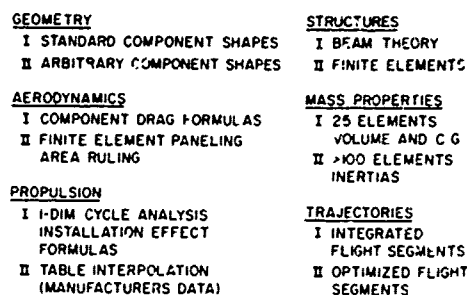 GEOMETRY
I STANDARD COMPONENT SHAPES
II ARBITRARY COMPONENT SHAPES
AERODYNAMICS
I COMPONENT DRAG FORMULAS
II FINITE ELEMENT PANELING
AREA RULING
PROPULSION
I 1-DIM CYCLE ANALYSIS
INSTALLATION EFFECT
FORMULAS
II TABLE INTERPOLATION
(MANUFACTURERS DATA)
STRUCTURES
I BEAM THEORY
II FINITE ELEMENTS
MASS PROPERTIES
I 25 ELEMENTS
VOLUME AND C G
II >100 ELEMENTS
INERTIAS
TRAJECTORIES
I INTEGRATED
FLIGHT SEGMENTS
II OPTIMIZED FLIGHT
SEGMENTS